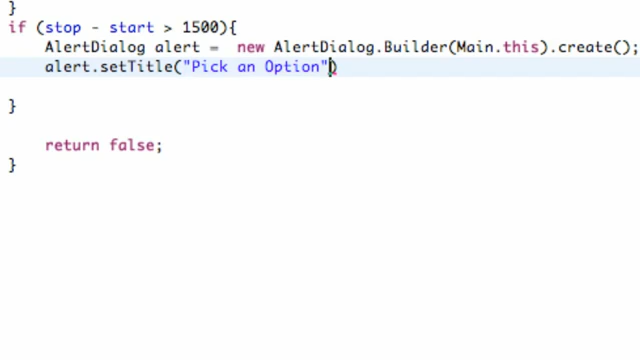 }
if (stop - start > 1500){
AlertDialog alert =  new AlertDialog.Builder(Main.this).create();
alert.setTitle("Pick an Option")
}
return false;
}